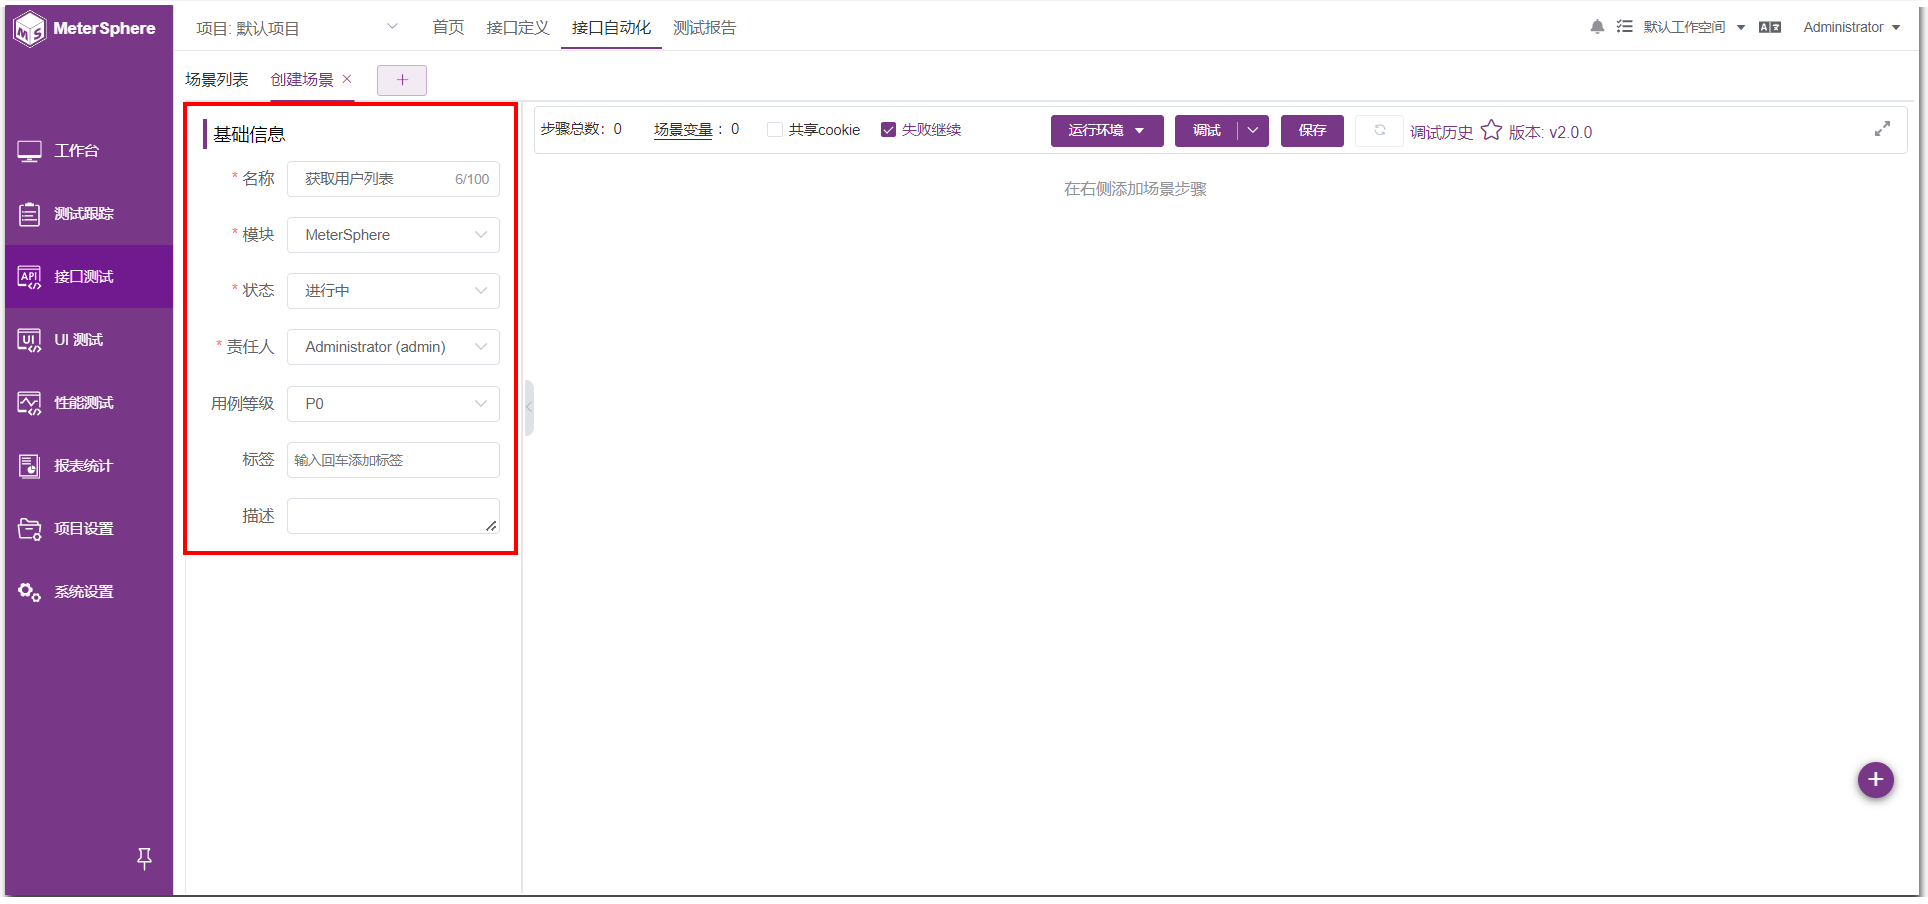 MeterSphere
项目: 默认项目 首页 接口定义 接口自动化 测试报告 默认工作空间 Administrator
场景列表 创建场景 × +
工作台
测试跟踪
接口测试
UI 测试
性能测试
报表统计
项目设置
系统设置
基础信息
* 名称 获取用户列表 6/100
* 模块 MeterSphere
* 状态 进行中
* 责任人 Administrator (admin)
用例等级 P0
标签 输入回车添加标签
描述
步骤总数: 0 场景变量 : 0 共享cookie 失败继续 运行环境 调试 保存 调试历史 版本: v2.0.0
在右侧添加场景步骤
+